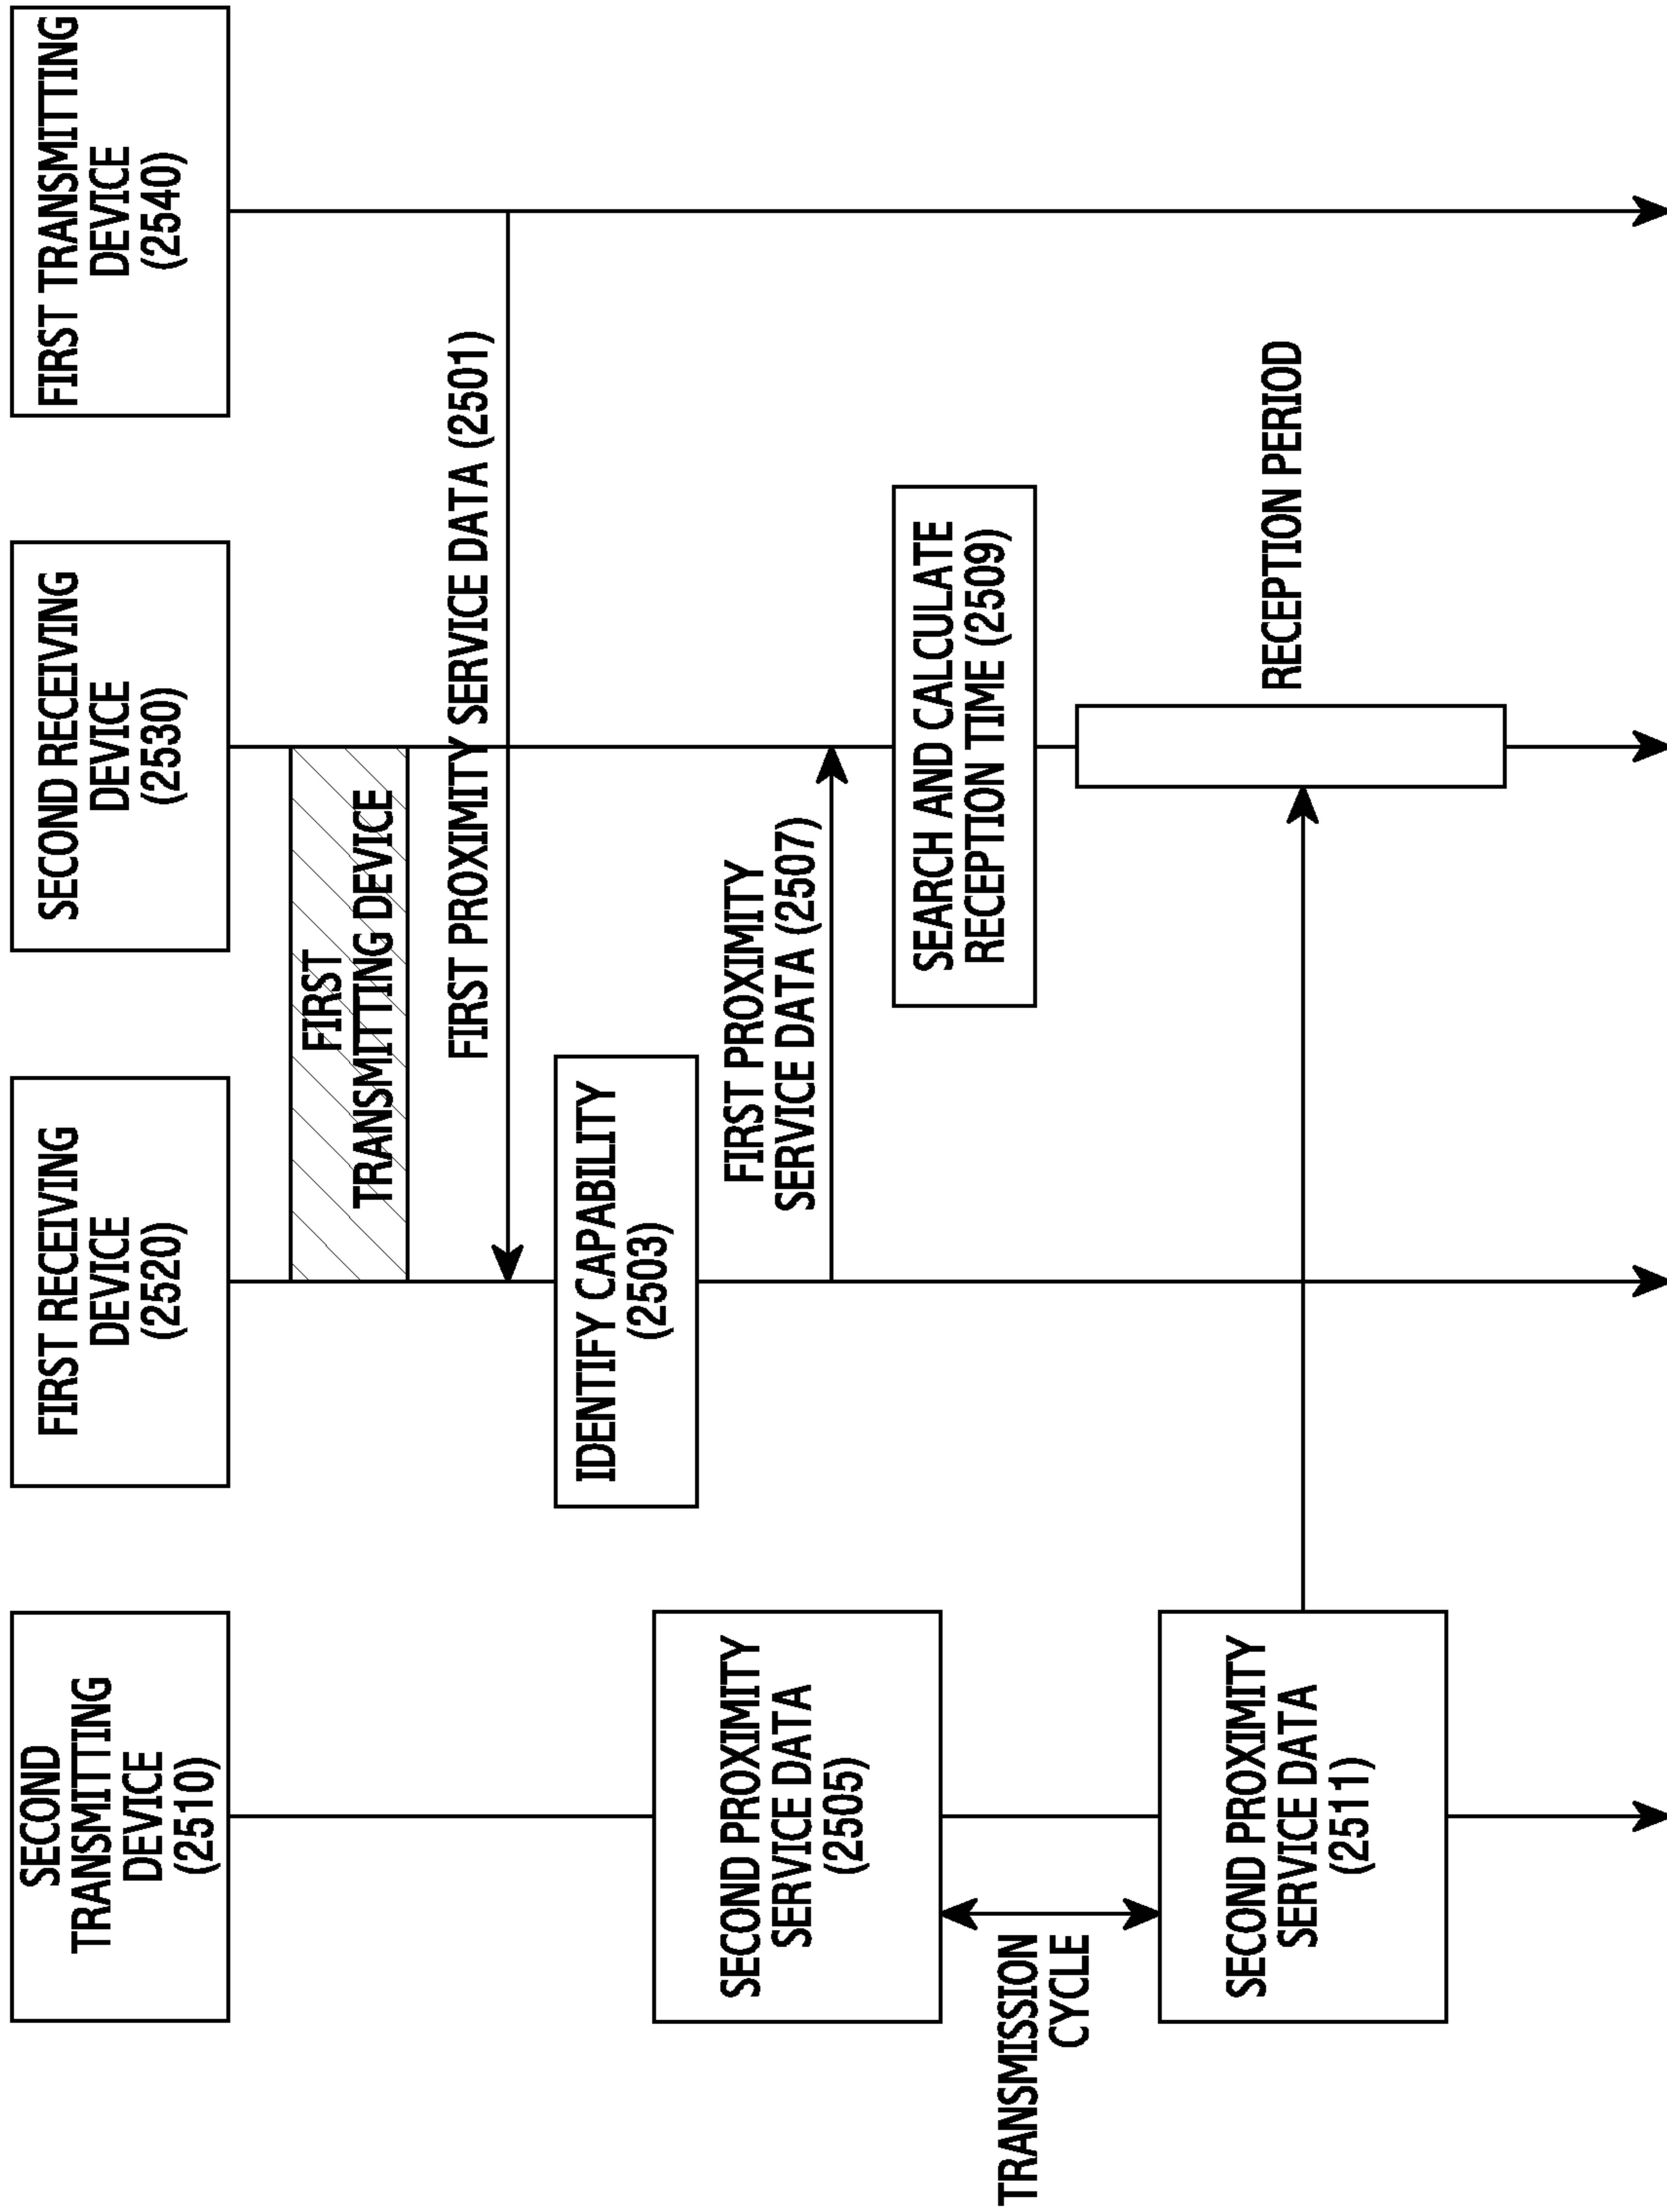 SECOND
TRANSMITTING
DEVICE
(2510)
FIRST RECEIVING
DEVICE
(2520)
SECOND RECEIVING
DEVICE
(2530)
FIRST TRANSMITTING
DEVICE
(2540)
FIRST
TRANSMITTING DEVICE
FIRST PROXIMITY SERVICE DATA (2501)
IDENTIFY CAPABILITY
(2503)
SECOND PROXIMITY
SERVICE DATA
(2505)
FIRST PROXIMITY
SERVICE DATA (2507)
SEARCH AND CALCULATE
RECEPTION TIME (2509)
TRANSMISSION
CYCLE
SECOND PROXIMITY
SERVICE DATA
(2511)
RECEPTION PERIOD